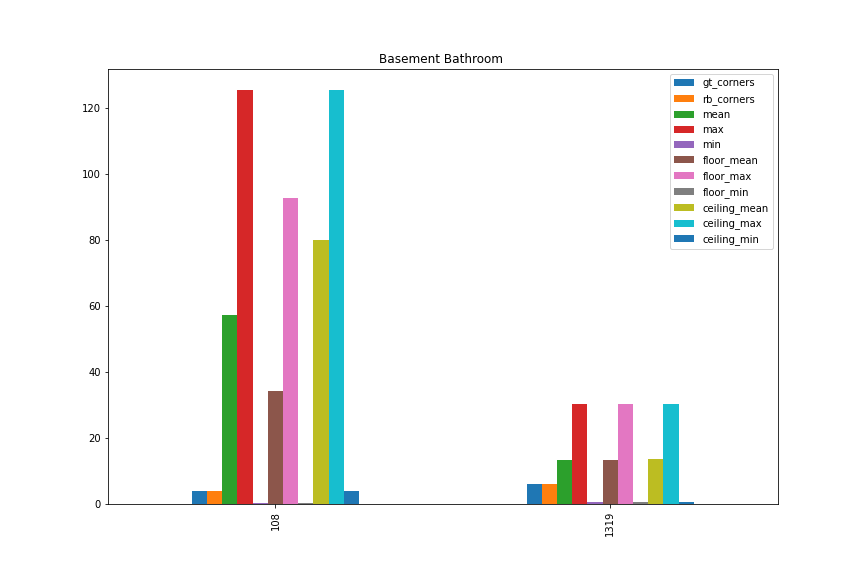 Basement Bathroom
120
100
80
60
40
20
0
108
1319
gt_corners
rb_corners
mean
max
min
floor_mean
floor_max
floor_min
ceiling_mean
ceiling_max
ceiling_min